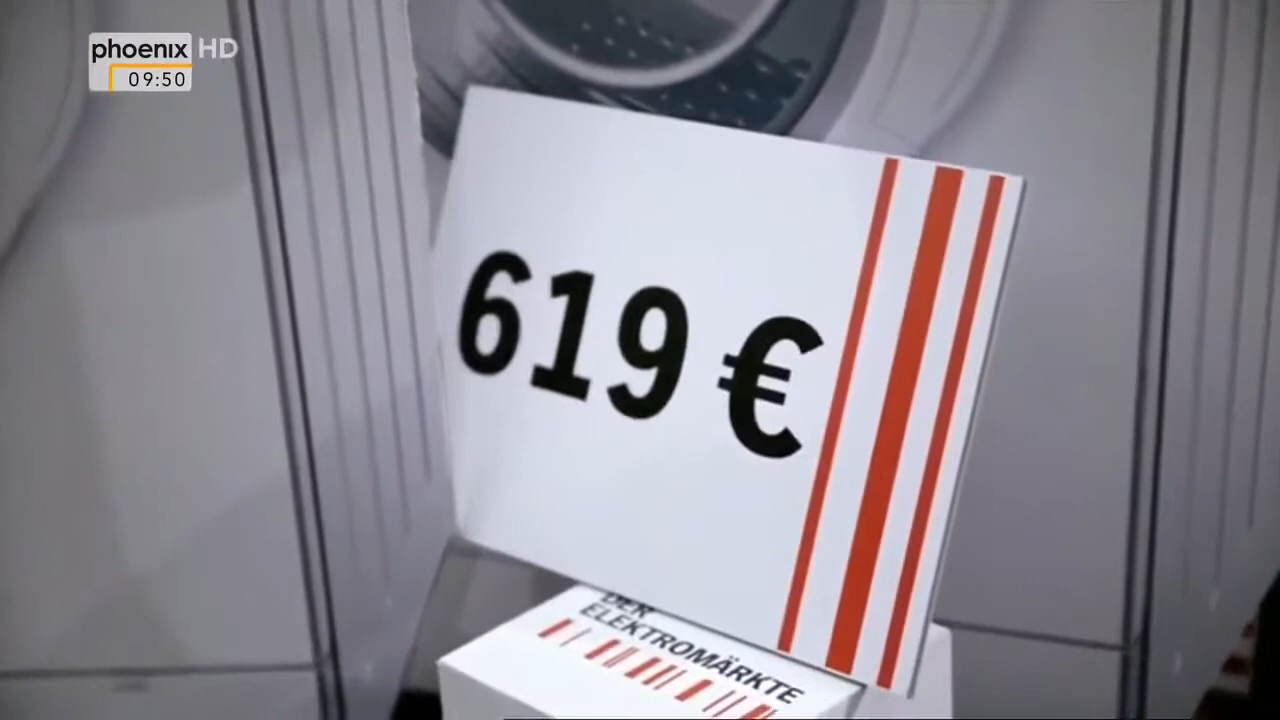 phoenix HD
09:50
619 €
DER
ELEKTROMÄRKTE